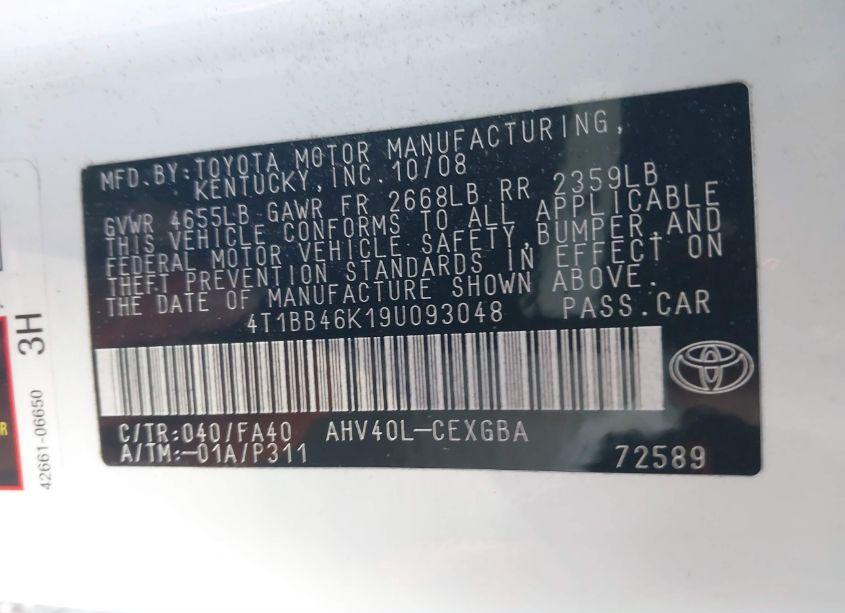 MFD.BY:TOYOTA MOTOR MANUFACTURING,
KENTUCKY,INC.10/08
GVWR 4655LB GAWR FR 2668LB RR 2359LB
THIS VEHICLE CONFORMS TO ALL APPLICABLE
FEDERAL MOTOR VEHICLE SAFETY,BUMPER,AND
THEFT PREVENTION STANDARDS IN EFFECT ON
THE DATE OF MANUFACTURE SHOWN ABOVE.
4T1BB46K19U093048 PASS.CAR
C/TR:040/FA40 AHV40L-CEXGBA
A/TM:-01A/P311 72589
3H
42661-06650